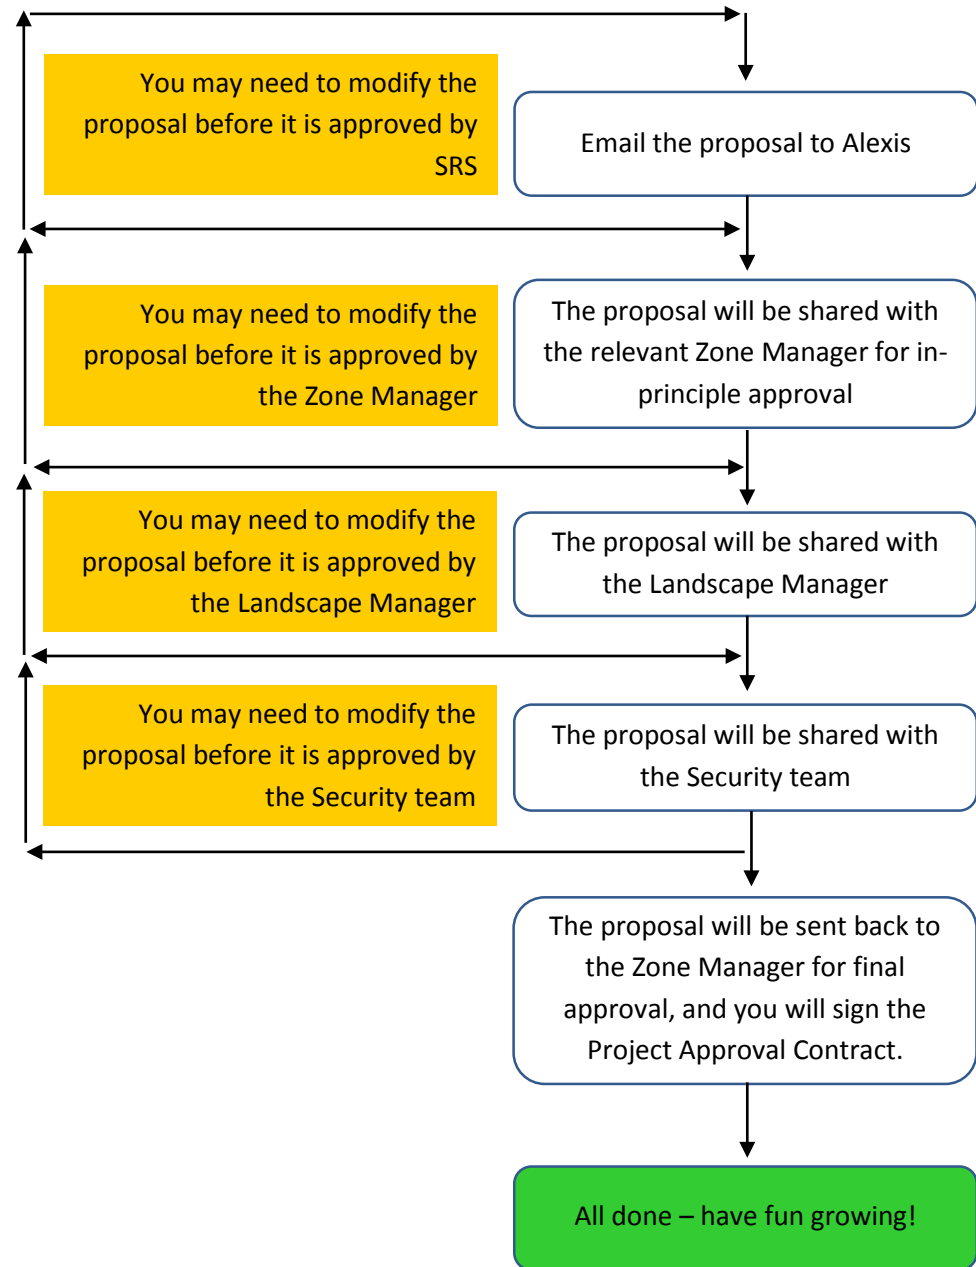 You may need to modify the
proposal before it is approved by
SRS
Email the proposal to Alexis
You may need to modify the
proposal before it is approved by
the Zone Manager
The proposal will be shared with
the relevant Zone Manager for in-
principle approval
You may need to modify the
proposal before it is approved by
the Landscape Manager
The proposal will be shared with
the Landscape Manager
You may need to modify the
proposal before it is approved by
the Security team
The proposal will be shared with
the Security team
The proposal will be sent back to
the Zone Manager for final
approval, and you will sign the
Project Approval Contract.
All done – have fun growing!